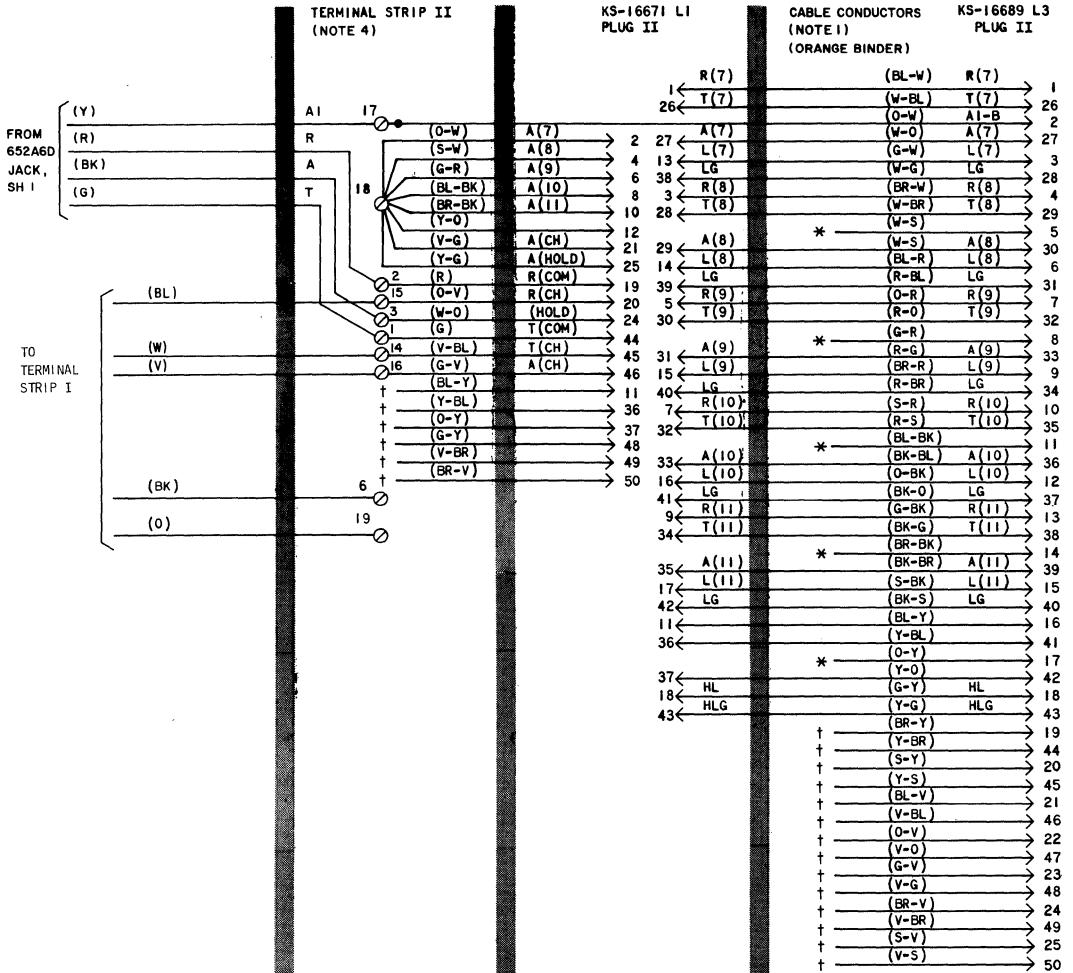 TERMINAL STRIP II
(NOTE 4)
KS-16671 L1
PLUG II
CABLE CONDUCTORS
(NOTE 1)
(ORANGE BINDER)
KS-16689 L3
PLUG II
FROM
652A6D
JACK,
SH 1
(Y) A1 17
(R) R
(BK) A
(G) T
18
(O-W) A(7) 2
(S-W) A(8) 4
(G-R) A(9) 6
(BL-BK) A(10) 8
(BR-BK) A(11) 10
(Y-O) 12
(V-G) A(CH) 21
(Y-G) A(HOLD) 25
2 (R) R(COM) 19
15 (O-V) R(CH) 20
3 (W-O) (HOLD) 24
1 (G) T(COM) 44
14 (V-BL) T(CH) 45
16 (G-V) A(CH) 46
† (BL-Y) 11
† (Y-BL) 36
† (O-Y) 37
† (G-Y) 48
† (V-BR) 49
† (BR-V) 50
TO
TERMINAL
STRIP I
(BL)
(W)
(V)
(BK) 6
(O) 19
1 R(7) (BL-W) R(7) 1
26 T(7) (W-BL) T(7) 26
(O-W) A1-B 2
27 A(7) (W-O) A(7) 27
13 L(7) (G-W) L(7) 3
38 LG (W-G) LG 28
3 R(8) (BR-W) R(8) 4
28 T(8) (W-BR) T(8) 29
* (W-S) 5
29 A(8) (W-S) A(8) 30
14 L(8) (BL-R) L(8) 6
39 LG (R-BL) LG 31
5 R(9) (O-R) R(9) 7
30 T(9) (R-O) T(9) 32
* (G-R) 8
31 A(9) (R-G) A(9) 33
15 L(9) (BR-R) L(9) 9
40 LG (R-BR) LG 34
7 R(10) (S-R) R(10) 10
32 T(10) (R-S) T(10) 35
* (BL-BK) 11
33 A(10) (BK-BL) A(10) 36
16 L(10) (O-BK) L(10) 12
41 LG (BK-O) LG 37
9 R(11) (G-BK) R(11) 13
34 T(11) (BK-G) T(11) 38
* (BR-BK) 14
35 A(11) (BK-BR) A(11) 39
17 L(11) (S-BK) L(11) 15
42 LG (BK-S) LG 40
11 (BL-Y) 16
36 (Y-BL) 41
* (O-Y) 17
37 (Y-O) 42
18 HL (G-Y) HL 18
43 HLG (Y-G) HLG 43
† (BR-Y) 19
† (Y-BR) 44
† (S-Y) 20
† (Y-S) 45
† (BL-V) 21
† (V-BL) 46
† (O-V) 22
† (V-O) 47
† (G-V) 23
† (V-G) 48
† (BR-V) 24
† (V-BR) 49
† (S-V) 25
† (V-S) 50